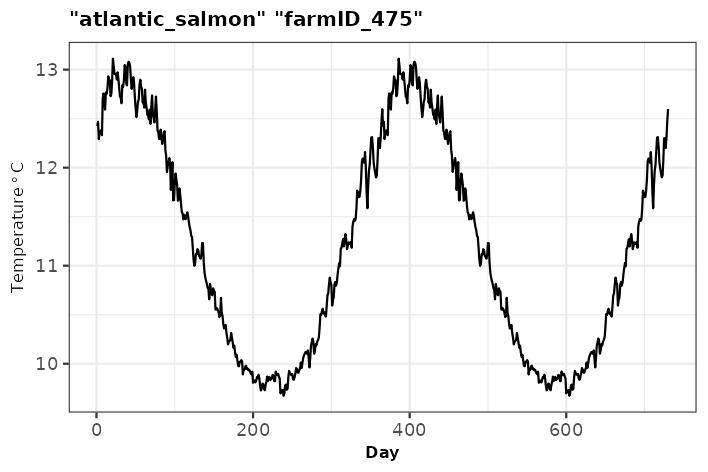 "atlantic_salmon" "farmID_475"
13
12
11
10
Temperature ° C
0 200 400 600
Day